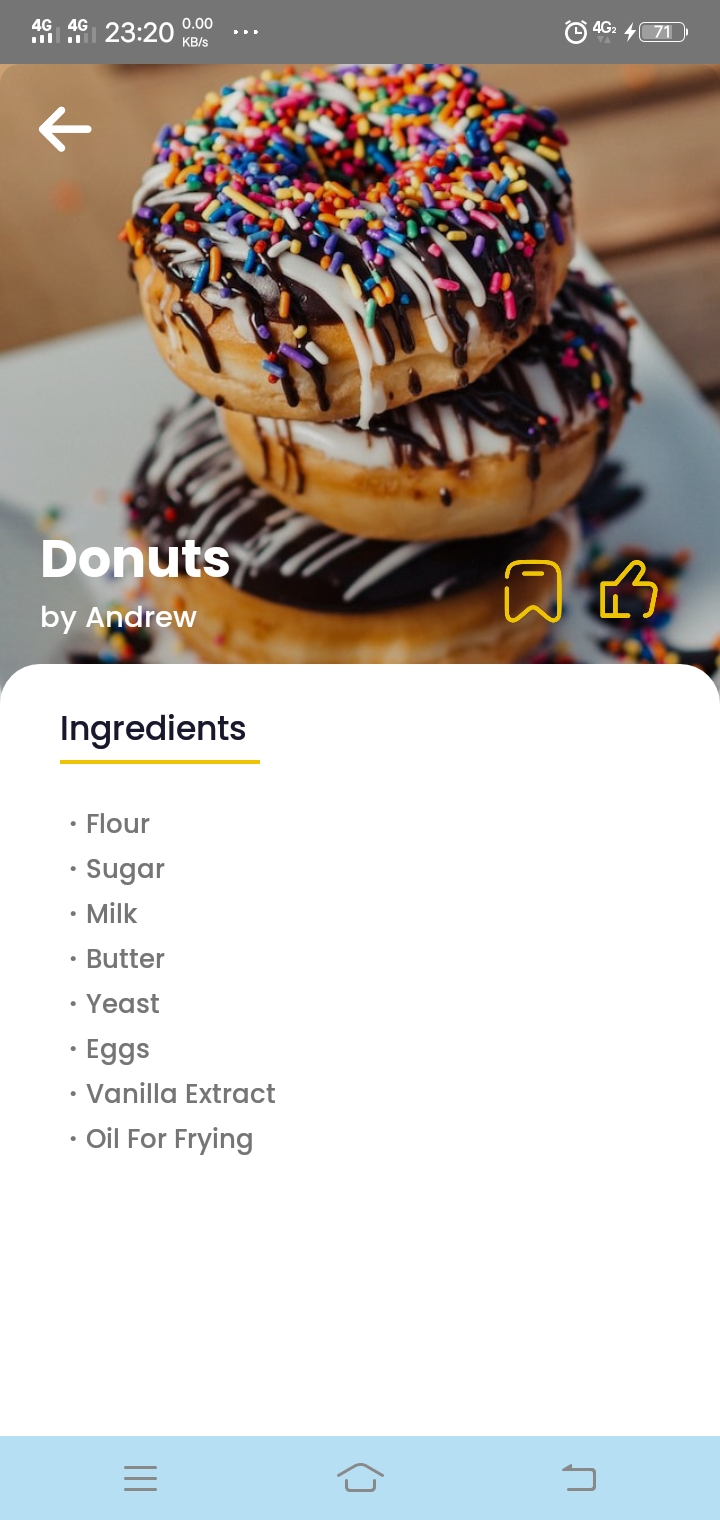 4G 4G 23:20 0.00 KB/s ... 4G2 71
Donuts
by Andrew
Ingredients
· Flour
· Sugar
· Milk
· Butter
· Yeast
· Eggs
· Vanilla Extract
· Oil For Frying